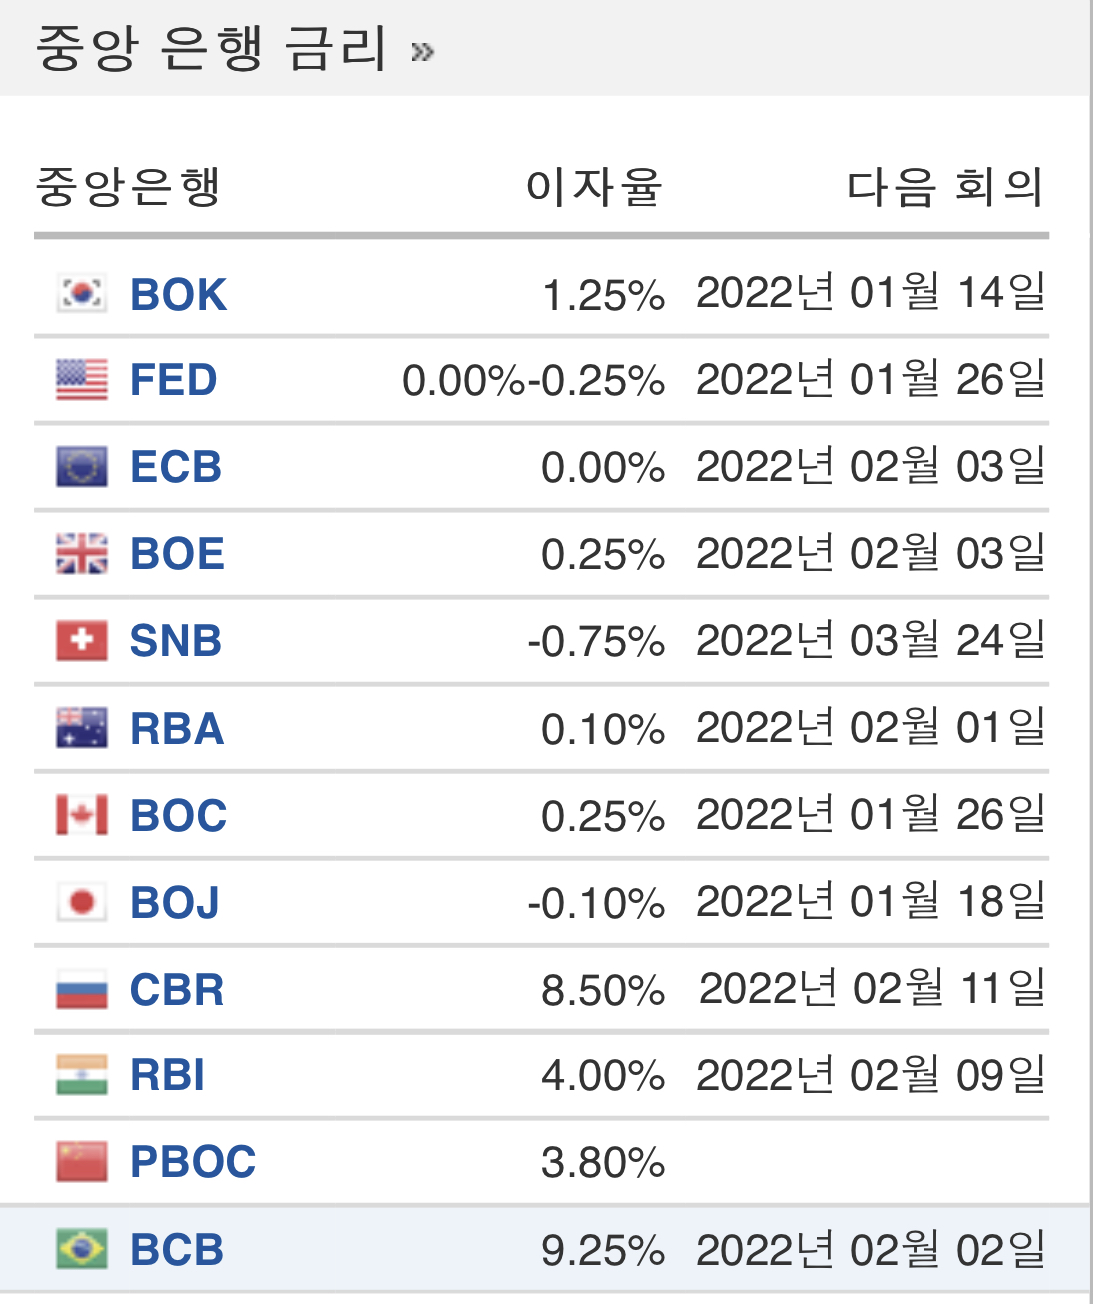 중앙 은행 금리 »
중앙은행 이자율 다음 회의
BOK 1.25% 2022년 01월 14일
FED 0.00%-0.25% 2022년 01월 26일
ECB 0.00% 2022년 02월 03일
BOE 0.25% 2022년 02월 03일
SNB -0.75% 2022년 03월 24일
RBA 0.10% 2022년 02월 01일
BOC 0.25% 2022년 01월 26일
BOJ -0.10% 2022년 01월 18일
CBR 8.50% 2022년 02월 11일
RBI 4.00% 2022년 02월 09일
PBOC 3.80%
BCB 9.25% 2022년 02월 02일